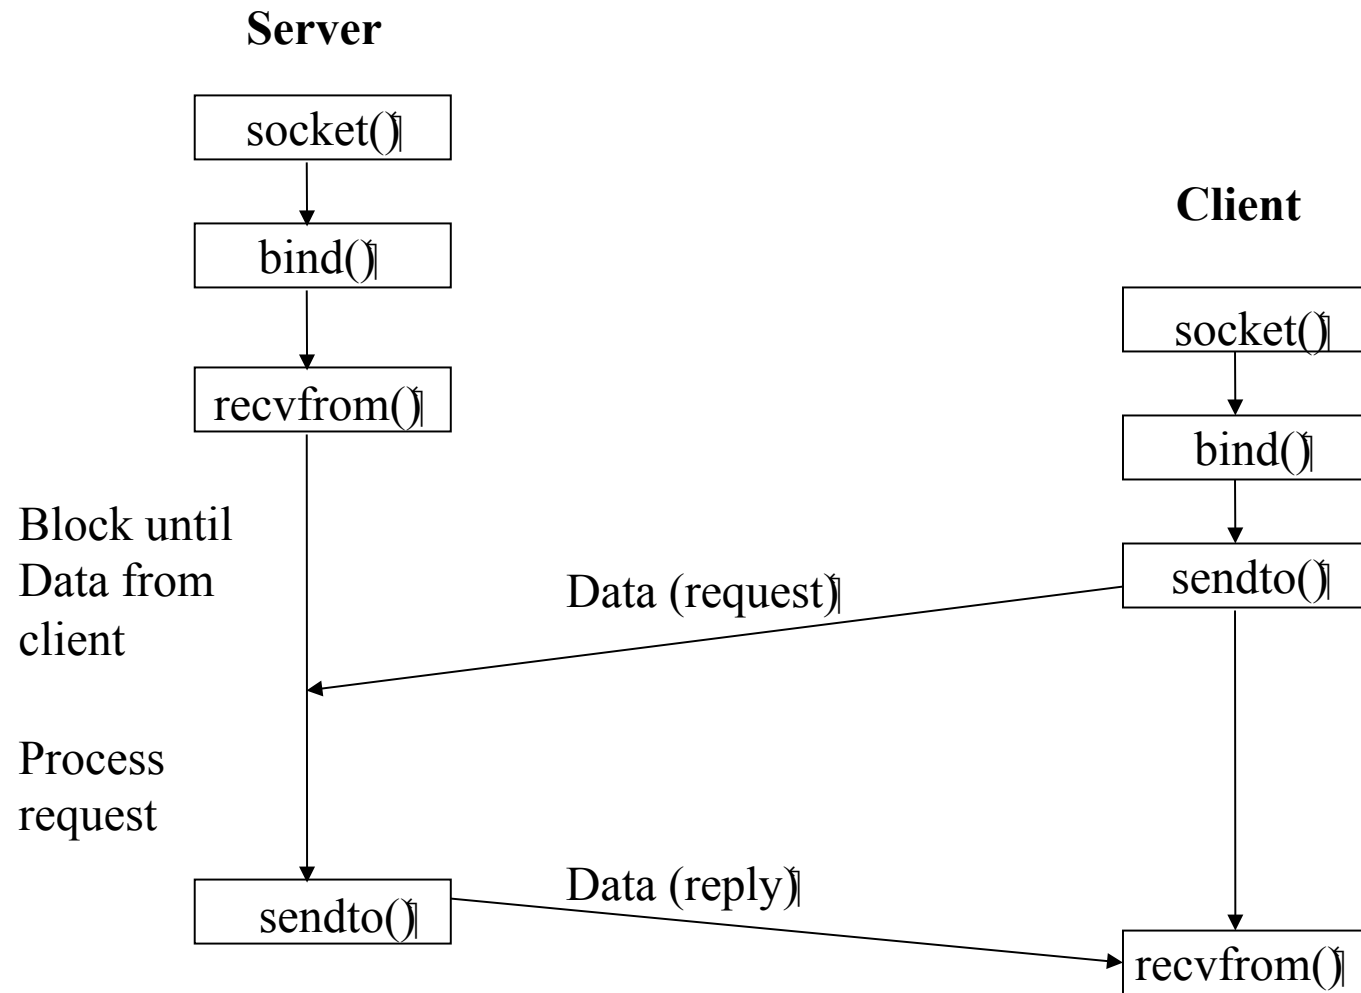 Server
socket()
bind()
recvfrom()
Block until
Data from
client
Process
request
sendto()
Data (request)
Data (reply)
Client
socket()
bind()
sendto()
recvfrom()